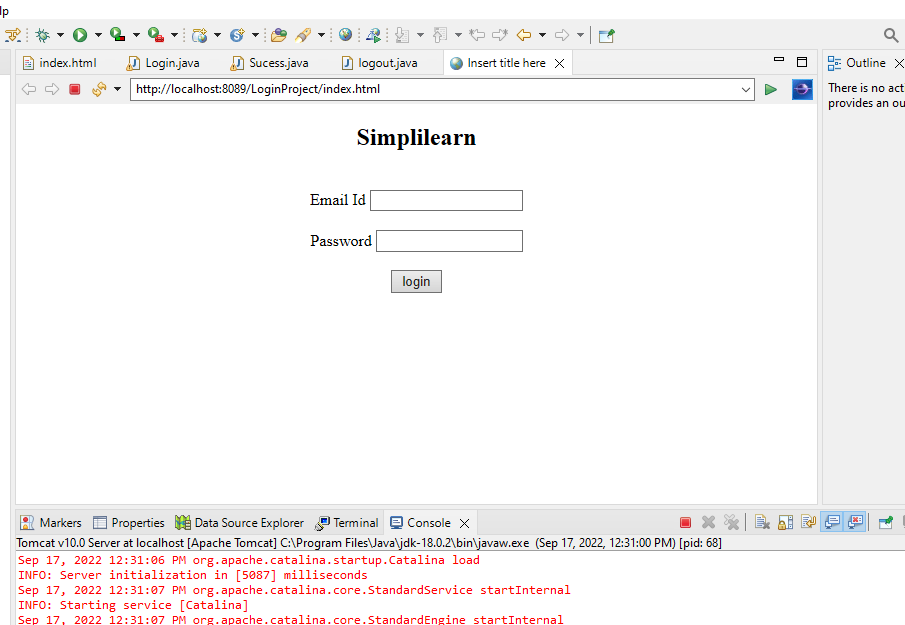 lp
index.html Login.java Sucess.java logout.java Insert title here Outline
http://localhost:8089/LoginProject/index.html
There is no act
provides an ou
Simplilearn
Email Id
Password
login
Markers Properties Data Source Explorer Terminal Console
Tomcat v10.0 Server at localhost [Apache Tomcat] C:\Program Files\Java\jdk-18.0.2\bin\javaw.exe (Sep 17, 2022, 12:31:00 PM) [pid: 68]
Sep 17, 2022 12:31:06 PM org.apache.catalina.startup.Catalina load
INFO: Server initialization in [5087] milliseconds
Sep 17, 2022 12:31:07 PM org.apache.catalina.core.StandardService startInternal
INFO: Starting service [Catalina]
Sep 17, 2022 12:31:07 PM org.apache.catalina.core.StandardEngine startInternal